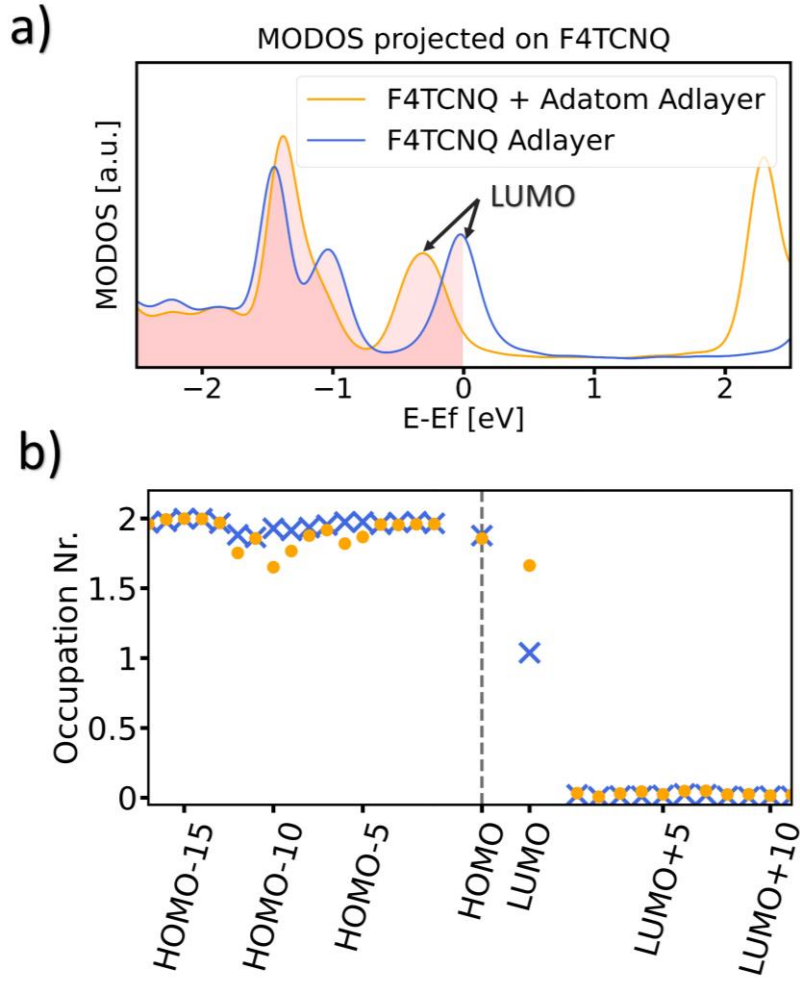 a)
MODOS projected on F4TCNQ
F4TCNQ + Adatom Adlayer
F4TCNQ Adlayer
LUMO
MODOS [a.u.]
−2 −1 0 1 2
E-Ef [eV]
b)
Occupation Nr.
2
1.5
1
0.5
0
HOMO-15 HOMO-10 HOMO-5 HOMO LUMO LUMO+5 LUMO+10